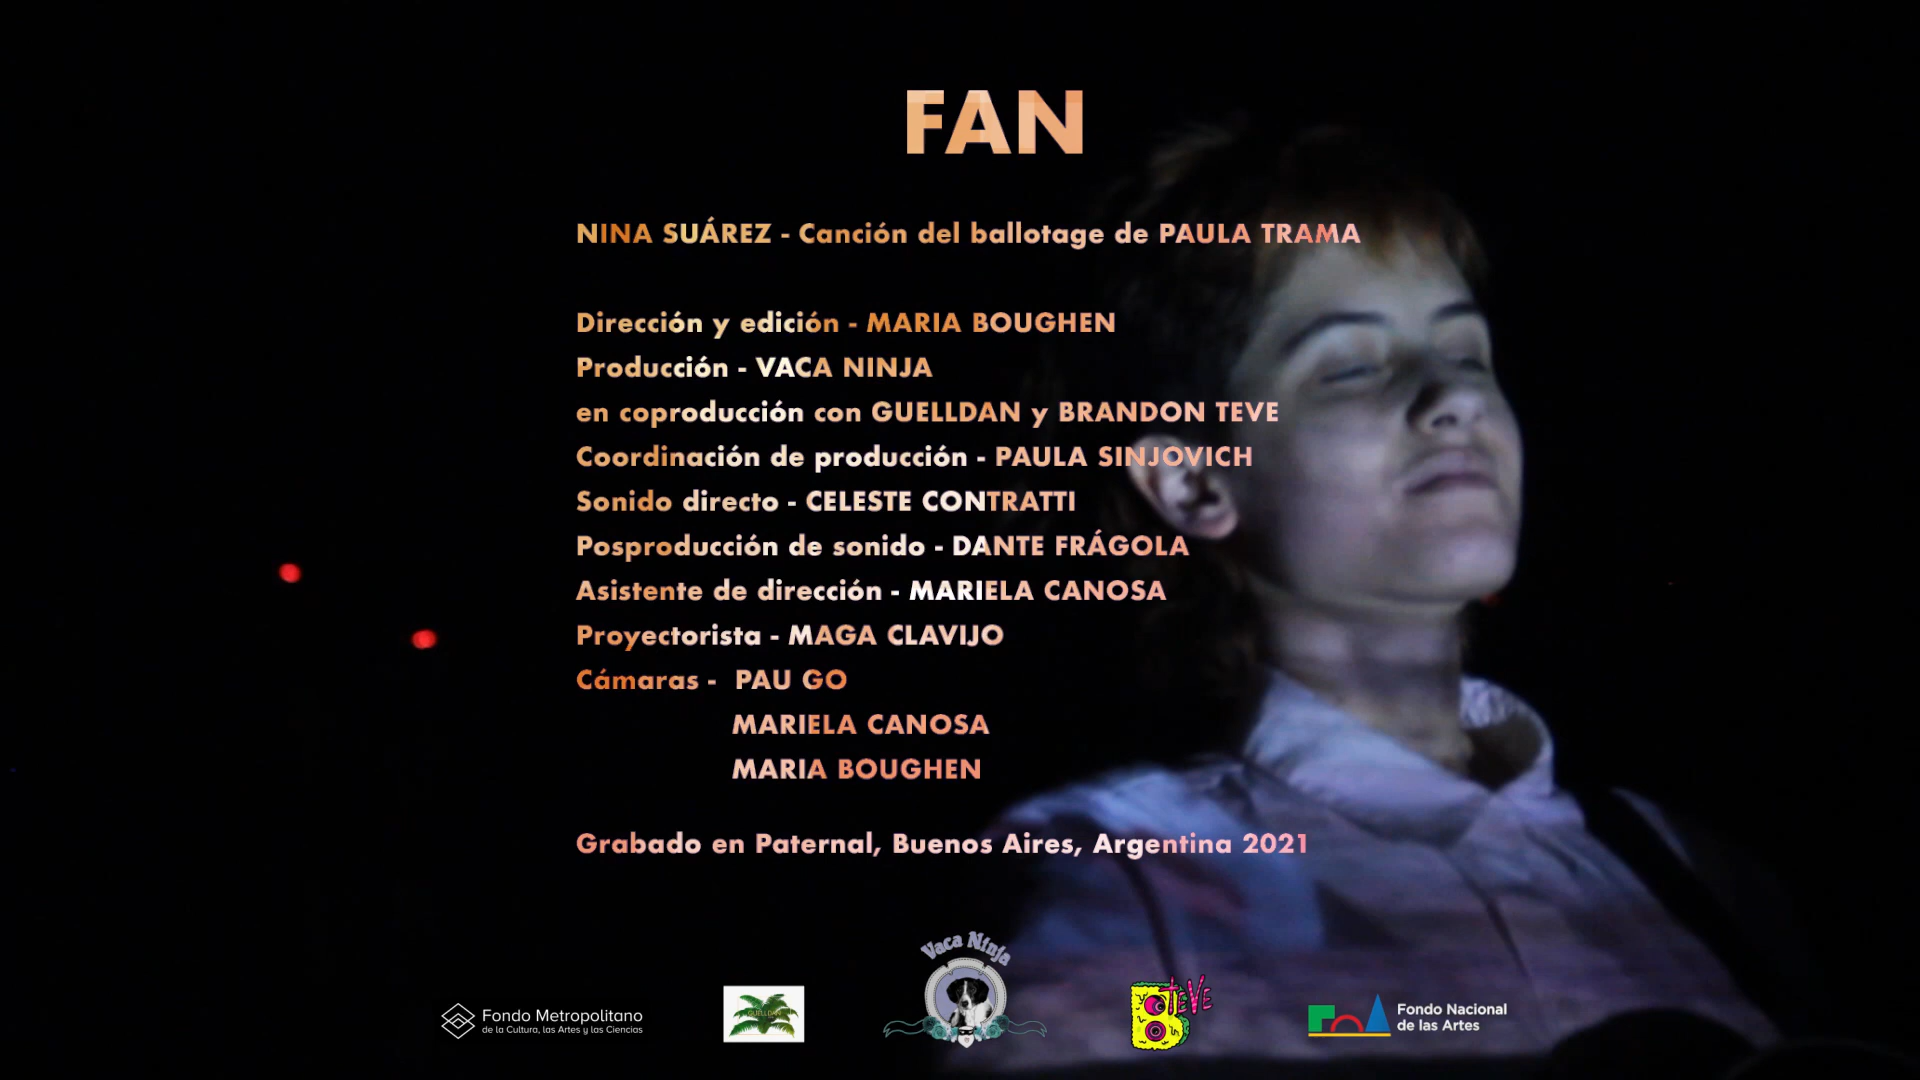 FAN
NINA SUÁREZ - Canción del ballotage de PAULA TRAMA
Dirección y edición - MARIA BOUGHEN
Producción - VACA NINJA
en coproducción con GUELLDAN y BRANDON TEVE
Coordinación de producción - PAULA SINJOVICH
Sonido directo - CELESTE CONTRATTI
Posproducción de sonido - DANTE FRÁGOLA
Asistente de dirección - MARIELA CANOSA
Proyectorista - MAGA CLAVIJO
Cámaras - PAU GO
MARIELA CANOSA
MARIA BOUGHEN
Grabado en Paternal, Buenos Aires, Argentina 2021
Fondo Metropolitano
de la Cultura, las Artes y las Ciencias
GUELLDAN
Vaca Ninja
B TEVE
Fondo Nacional
de las Artes